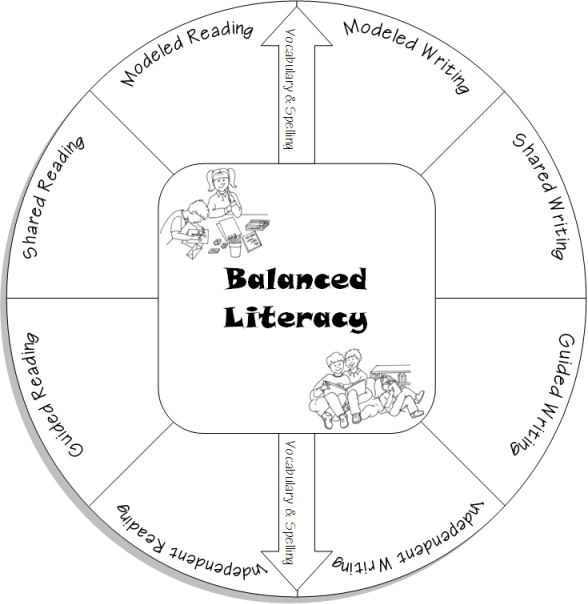 Modeled Reading
Vocabulary & Spelling
Modeled Writing
Shared Reading
Shared Writing
Balanced
Literacy
Guided Reading
Guided Writing
Independent Reading
Vocabulary & Spelling
Independent Writing